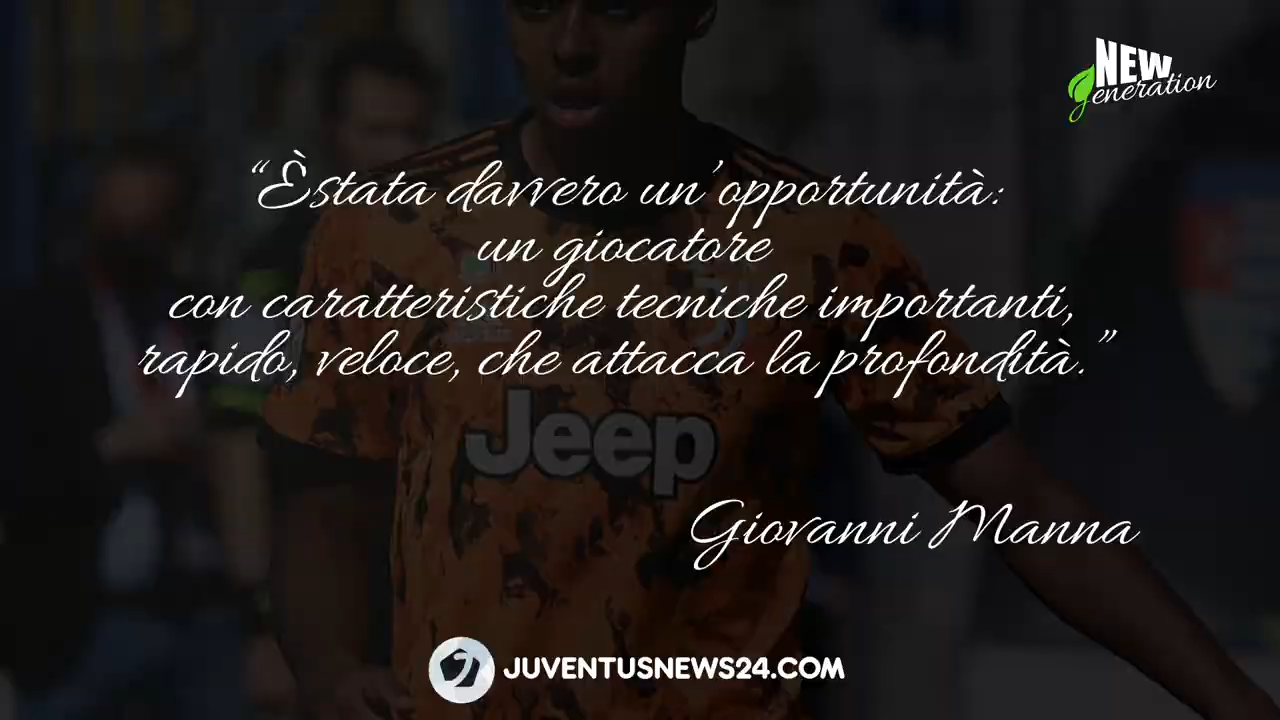 NEW
generation
“È stata davvero un’opportunità:
un giocatore
con caratteristiche tecniche importanti,
rapido, veloce, che attacca la profondità.”
Jeep
Giovanni Manna
JUVENTUSNEWS24.COM